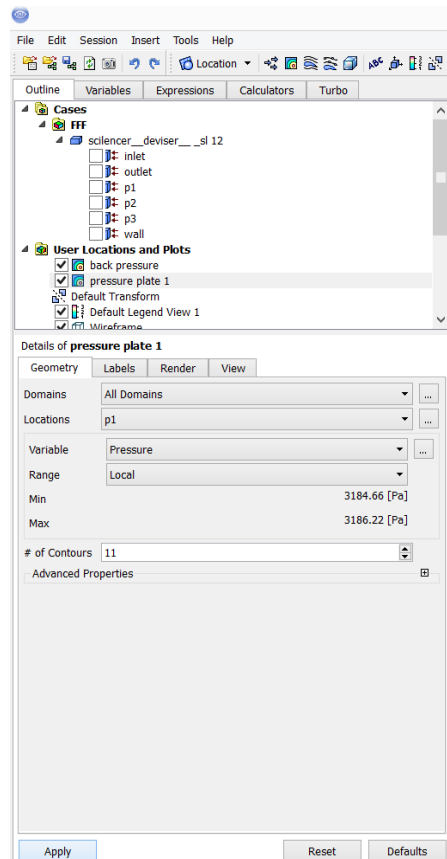 File Edit Session Insert Tools Help
Location
Outline Variables Expressions Calculators Turbo
Cases
FFF
scilencer__deviser__ _sl 12
inlet
outlet
p1
p2
p3
wall
User Locations and Plots
back pressure
pressure plate 1
Default Transform
Default Legend View 1
Wireframe
Details of pressure plate 1
Geometry Labels Render View
Domains All Domains ...
Locations p1 ...
Variable Pressure ...
Range Local
Min 3184.66 [Pa]
Max 3186.22 [Pa]
# of Contours 11
Advanced Properties
Apply Reset Defaults